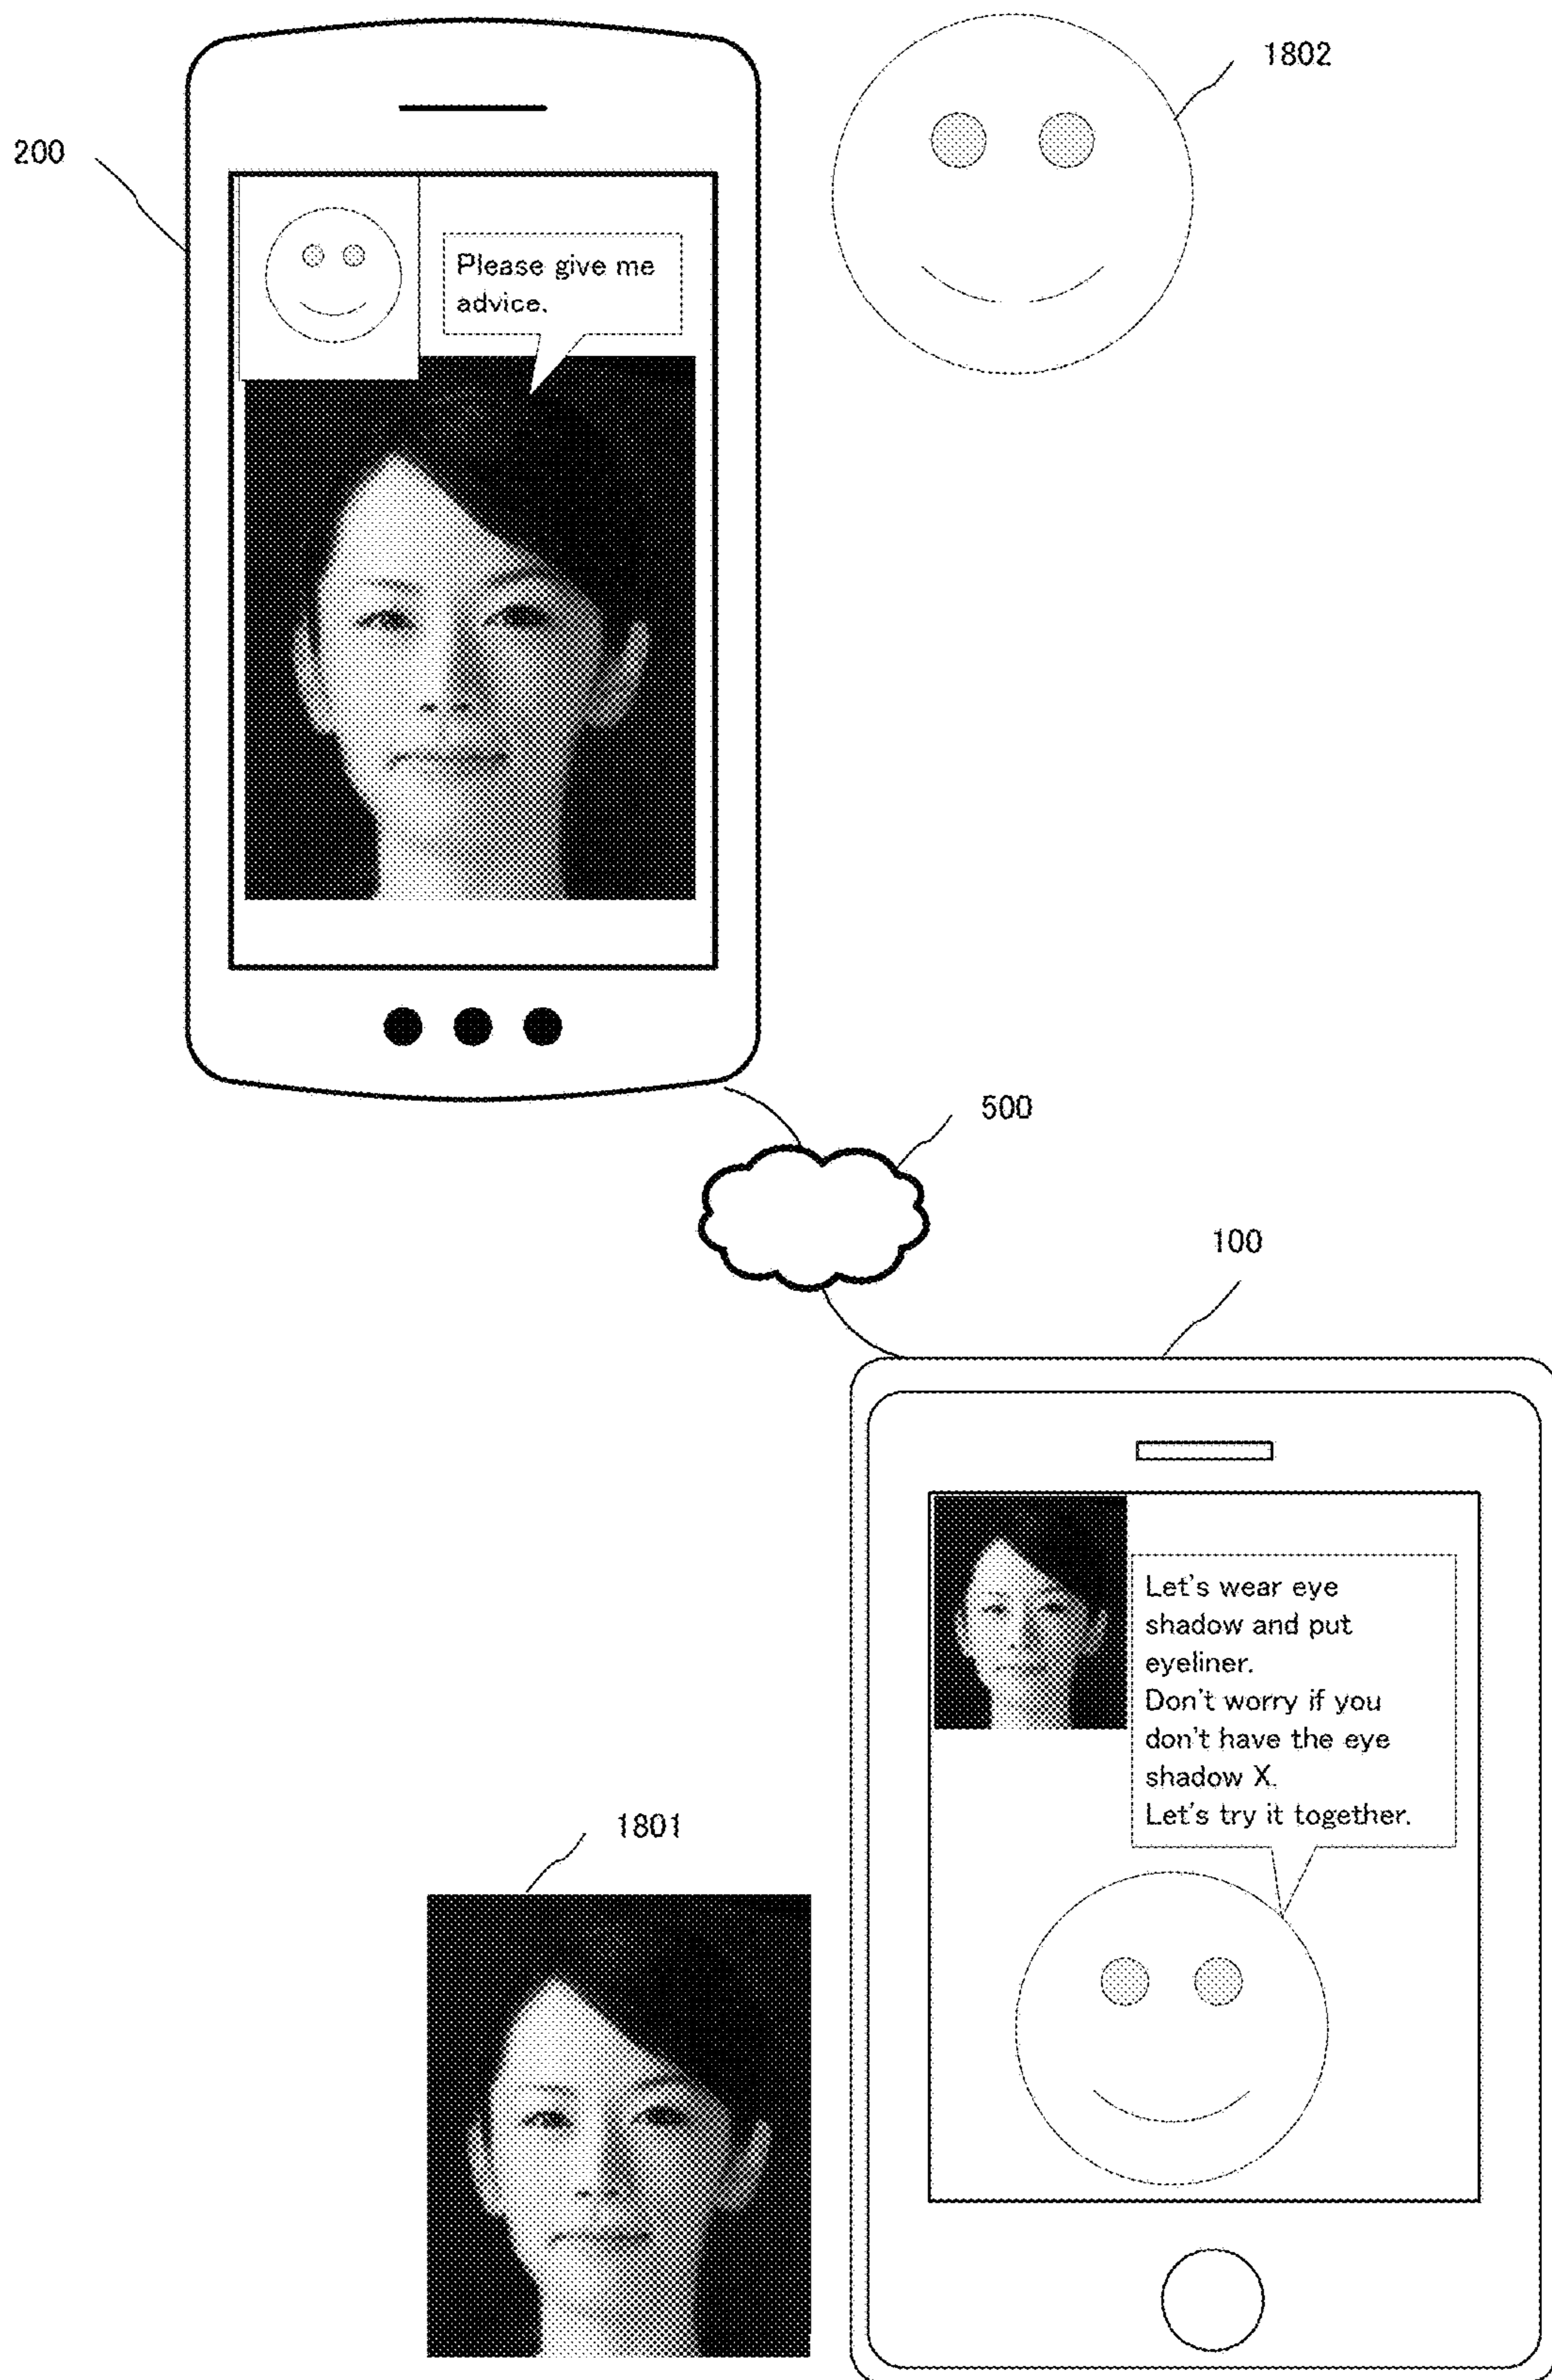 1802
200
Please give me
advice.
500
100
Let's wear eye
shadow and put
eyeliner.
Don't worry if you
don't have the eye
shadow X.
Let's try it together.
1801